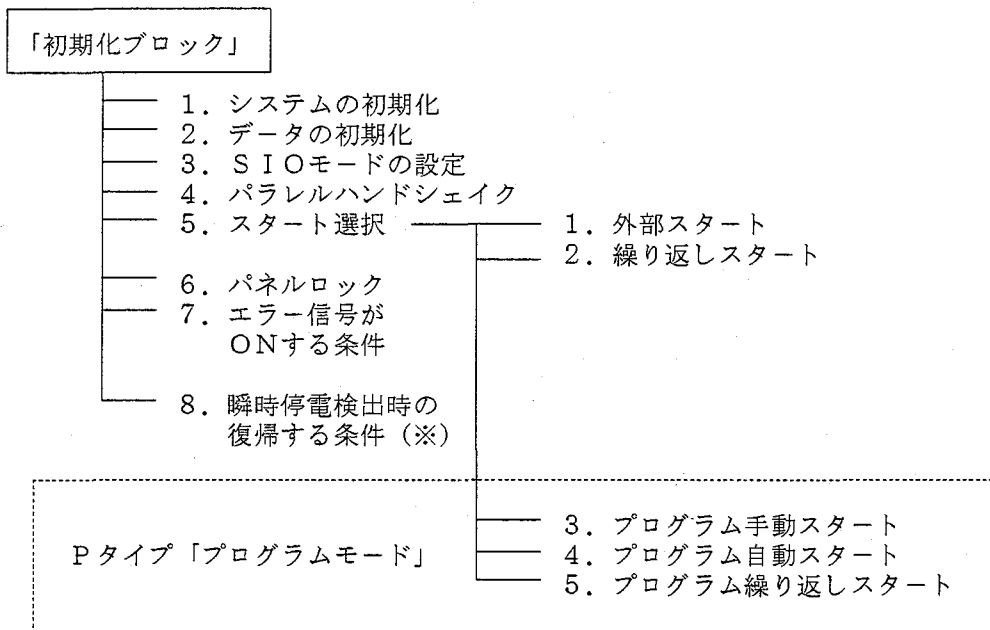 「初期化ブロック」
1．システムの初期化
2．データの初期化
3．SIOモードの設定
4．パラレルハンドシェイク
5．スタート選択
1．外部スタート
2．繰り返しスタート
6．パネルロック
7．エラー信号が
ONする条件
8．瞬時停電検出時の
復帰する条件（※）
Pタイプ「プログラムモード」
3．プログラム手動スタート
4．プログラム自動スタート
5．プログラム繰り返しスタート